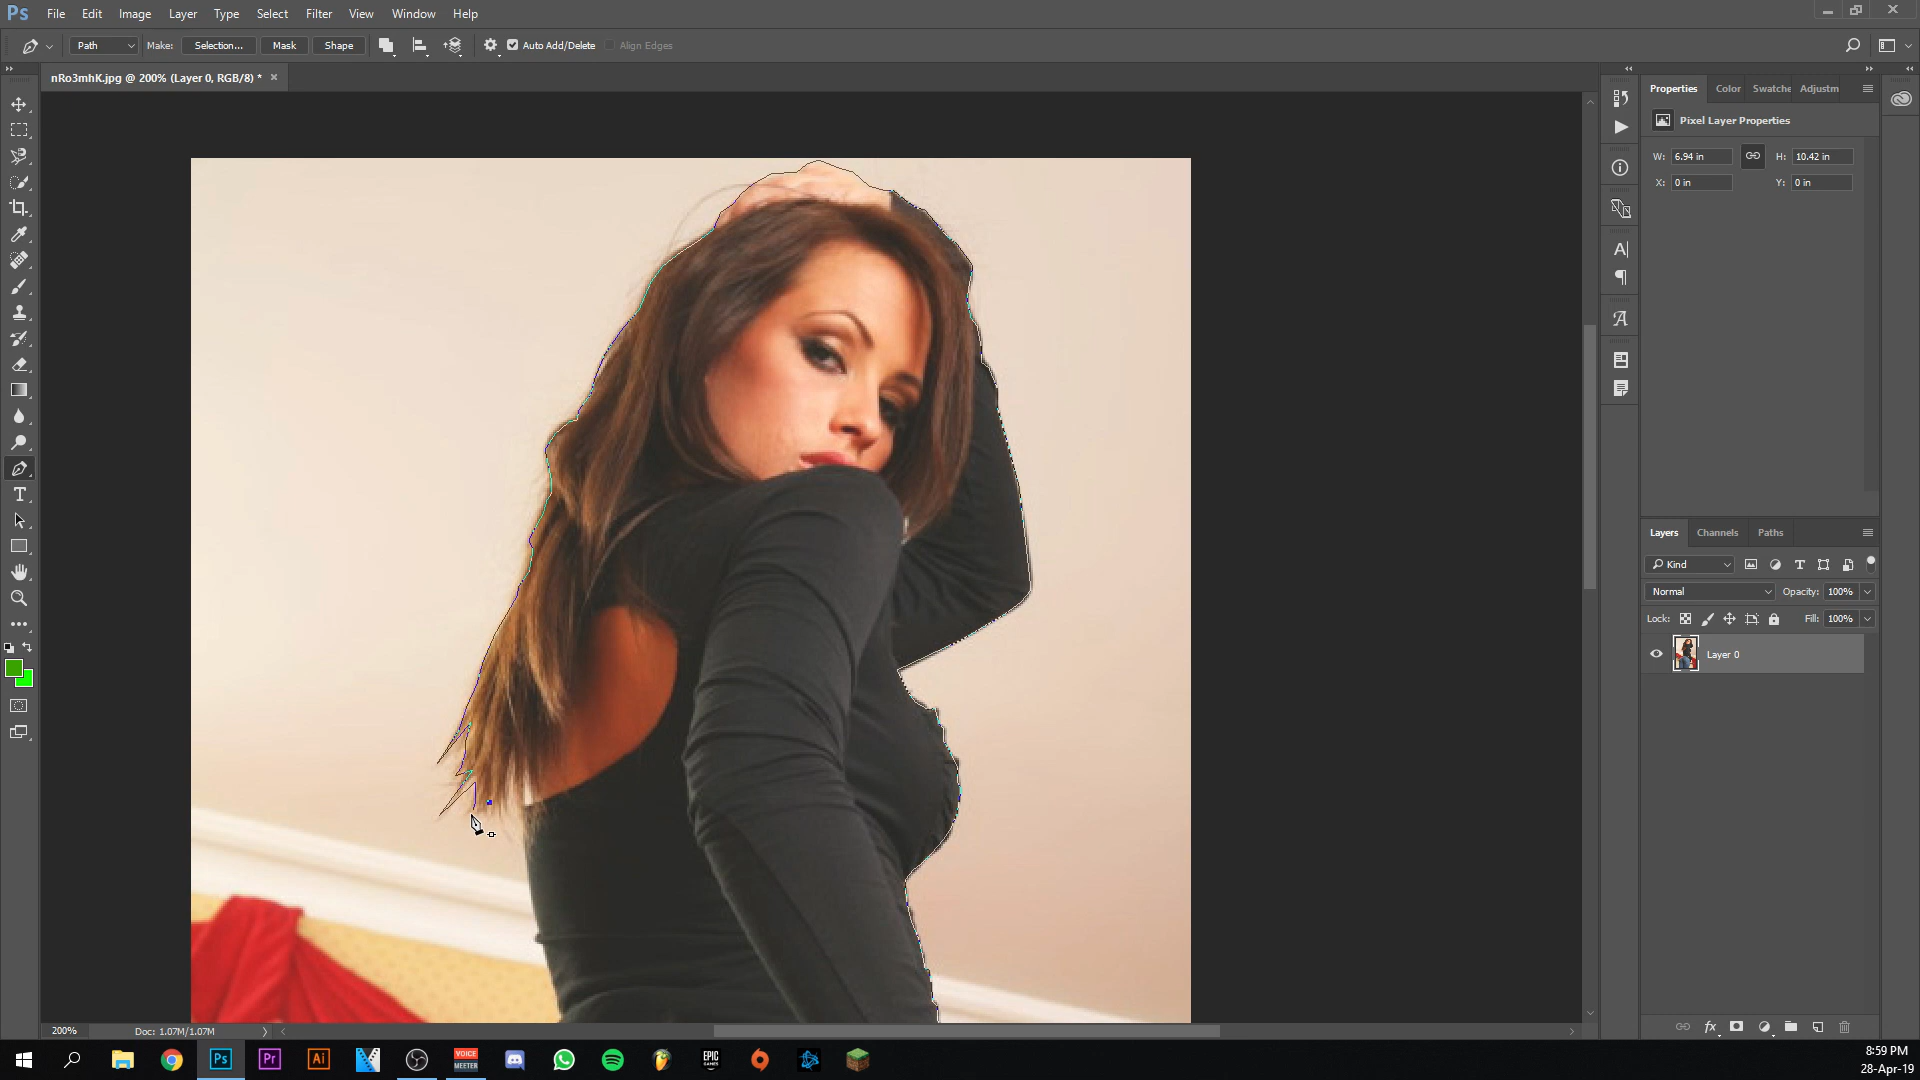 Ps File Edit Image Layer Type Select Filter View Window Help
Path Make: Selection... Mask Shape Auto Add/Delete Align Edges
nRo3mhK.jpg @ 200% (Layer 0, RGB/8) *
Properties Color Swatche Adjustm
Pixel Layer Properties
W: 6.94 in H: 10.42 in
X: 0 in Y: 0 in
Layers Channels Paths
Kind
Normal Opacity: 100%
Lock: Fill: 100%
Layer 0
200% Doc: 1.07M/1.07M
Ps Pr Ai VOICE MEETER EPIC GAMES
8:59 PM
28-Apr-19